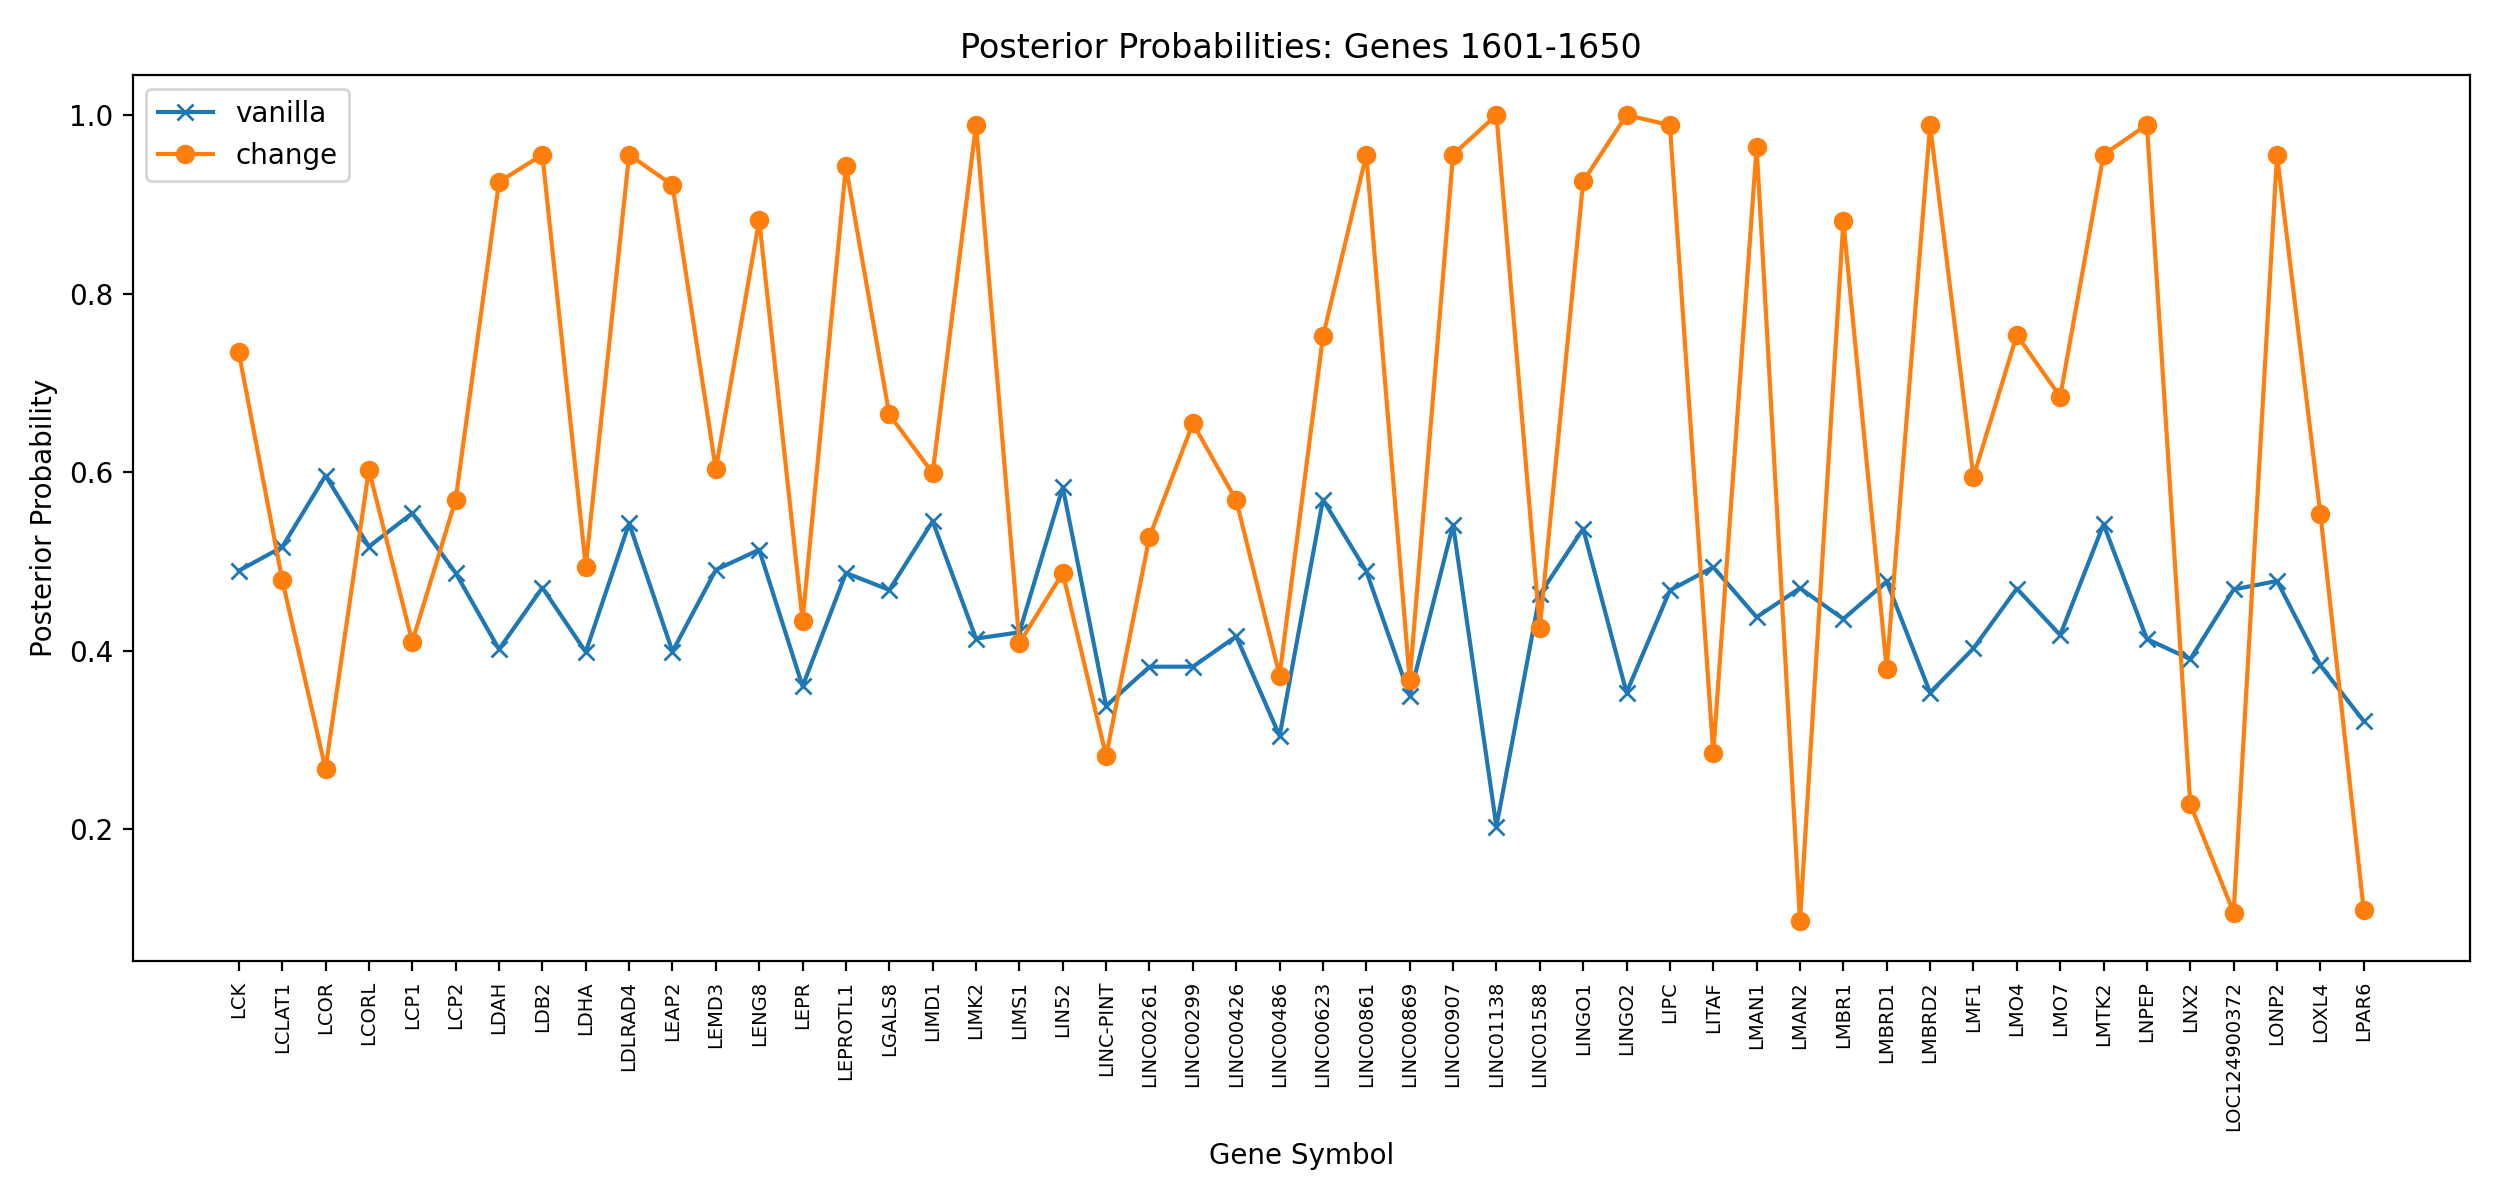 Posterior Probabilities: Genes 1601-1650
vanilla
change
Posterior Probability
1.0
0.8
0.6
0.4
0.2
LCK
LCLAT1
LCOR
LCORL
LCP1
LCP2
LDAH
LDB2
LDHA
LDLRAD4
LEAP2
LEMD3
LENG8
LEPR
LEPROTL1
LGALS8
LIMD1
LIMK2
LIMS1
LIN52
LINC-PINT
LINC00261
LINC00299
LINC00426
LINC00486
LINC00623
LINC00861
LINC00869
LINC00907
LINC01138
LINC01588
LINGO1
LINGO2
LIPC
LITAF
LMAN1
LMAN2
LMBR1
LMBRD1
LMBRD2
LMF1
LMO4
LMO7
LMTK2
LNPEP
LNX2
LOC124900372
LONP2
LOXL4
LPAR6
Gene Symbol